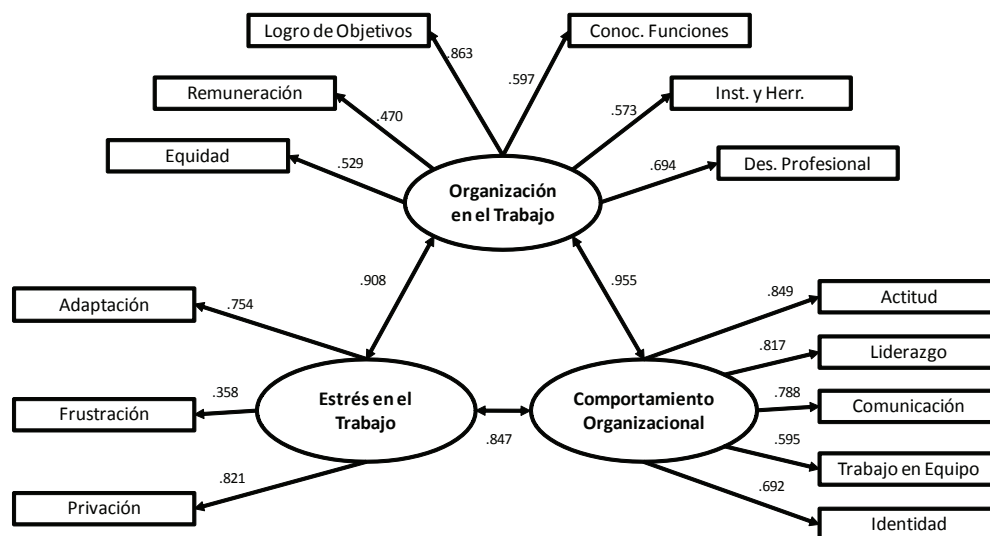 Logro de Objetivos
Conoc. Funciones
.863
.597
Remuneración
Inst. y Herr.
.470
.573
Equidad
Des. Profesional
.529
.694
Organización
en el Trabajo
.908
.955
Adaptación
.754
Frustración
.358
Privación
.821
Estrés en el
Trabajo
.847
Comportamiento
Organizacional
.849
Actitud
.817
Liderazgo
.788
Comunicación
.595
Trabajo en Equipo
.692
Identidad